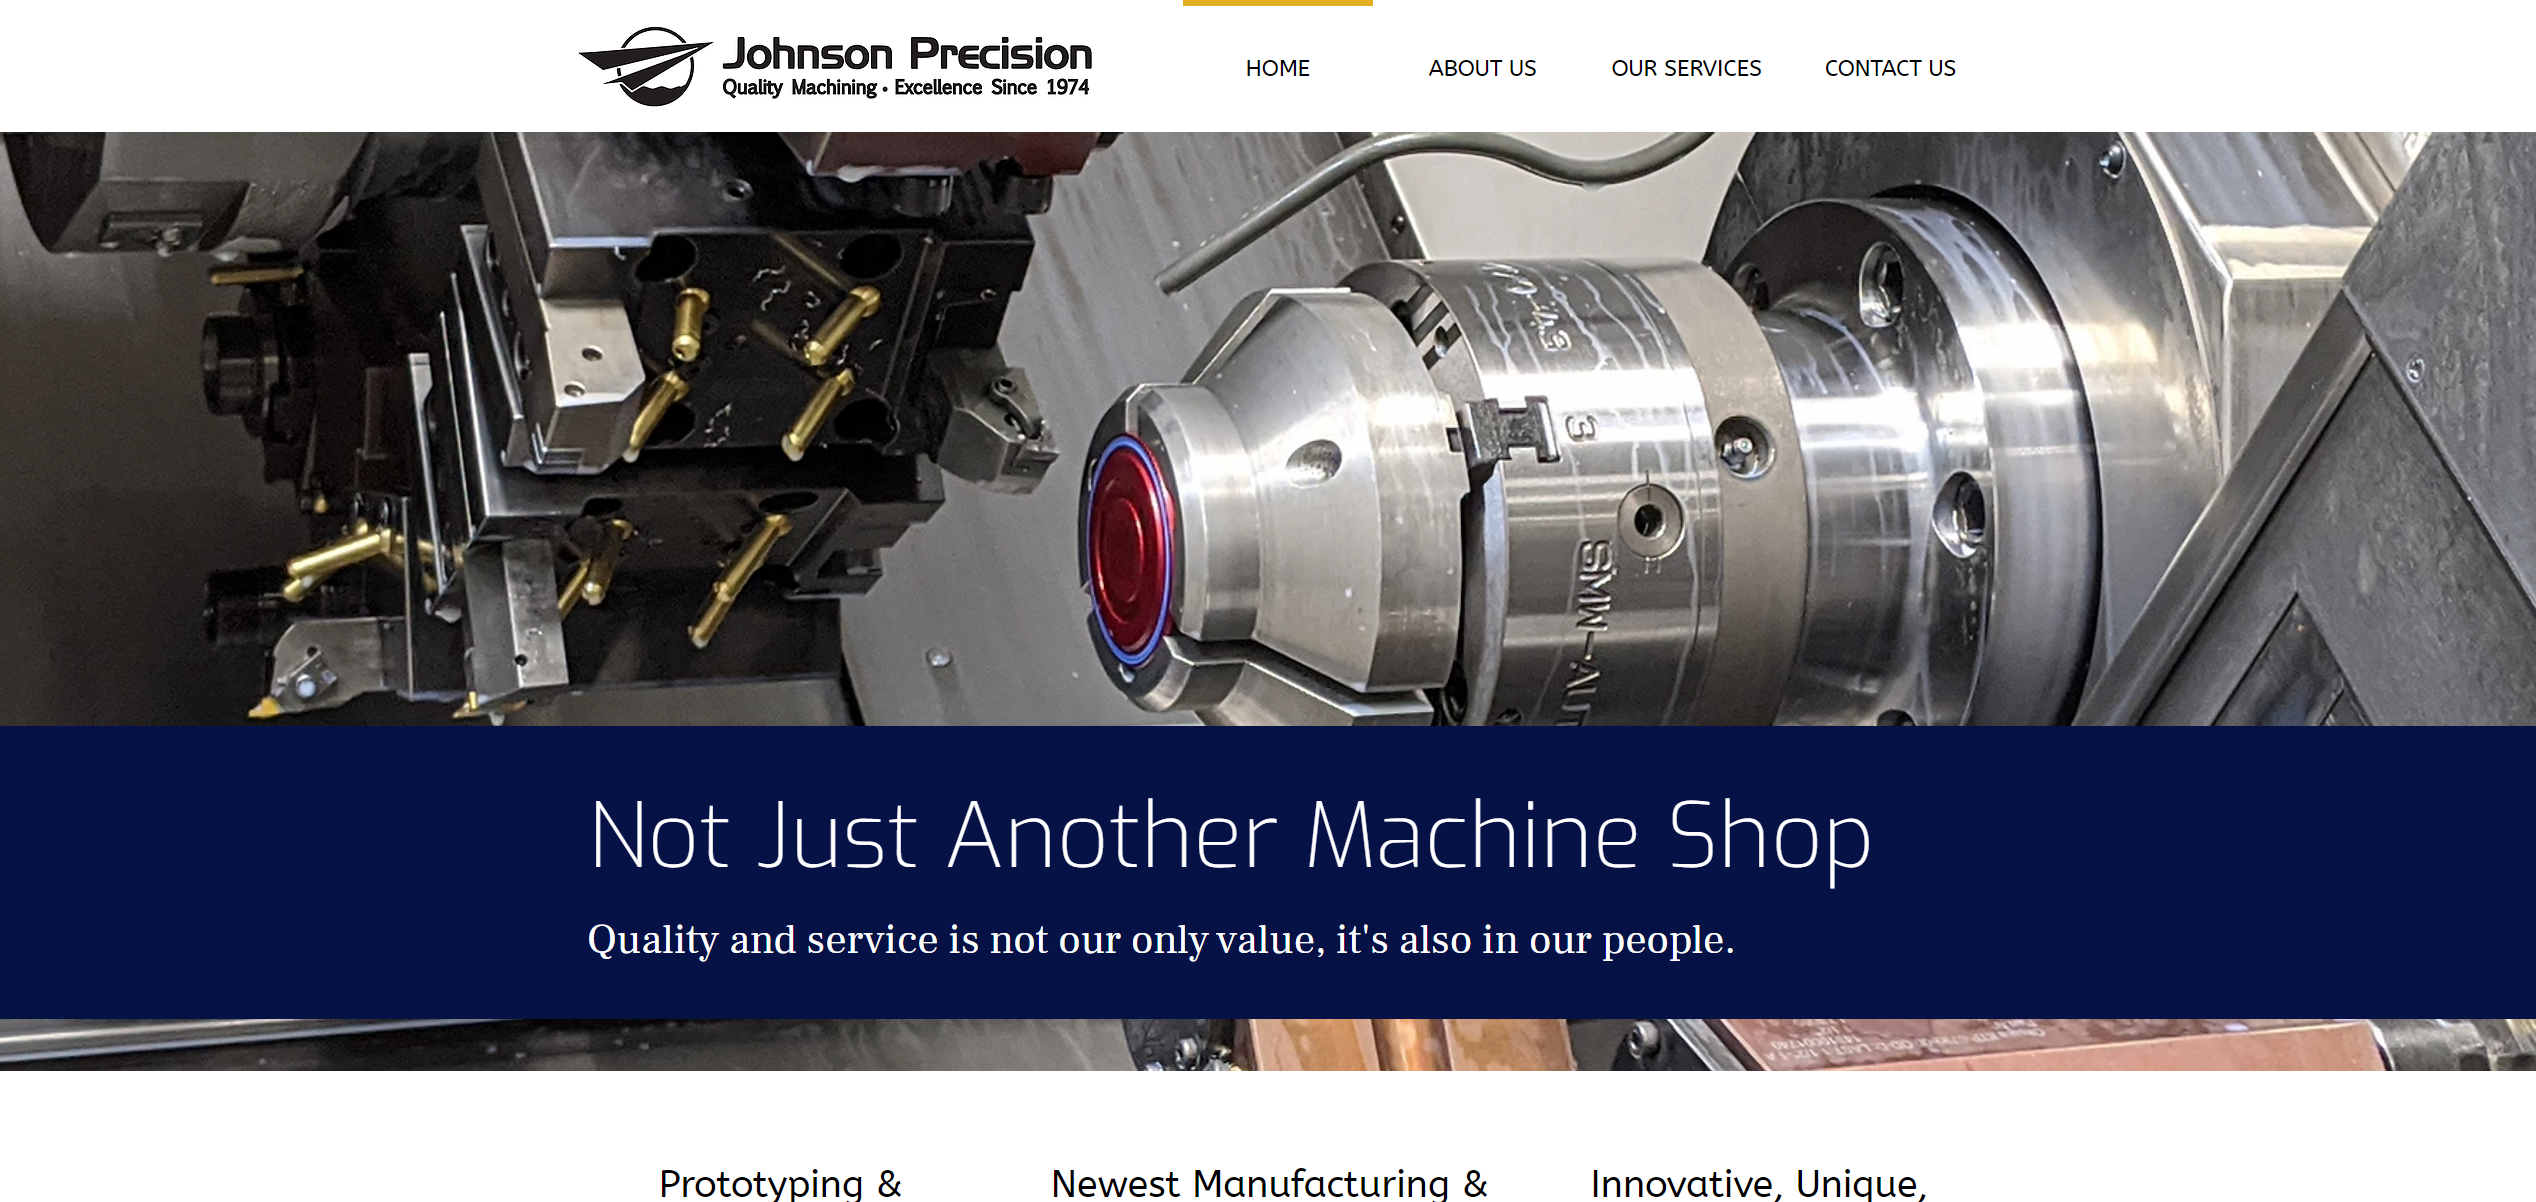 Johnson Precision
Quality Machining • Excellence Since 1974
HOME
ABOUT US
OUR SERVICES
CONTACT US
3
SMW-AUT
Not Just Another Machine Shop
Quality and service is not our only value, it's also in our people.
Prototyping &
Newest Manufacturing &
Innovative, Unique,